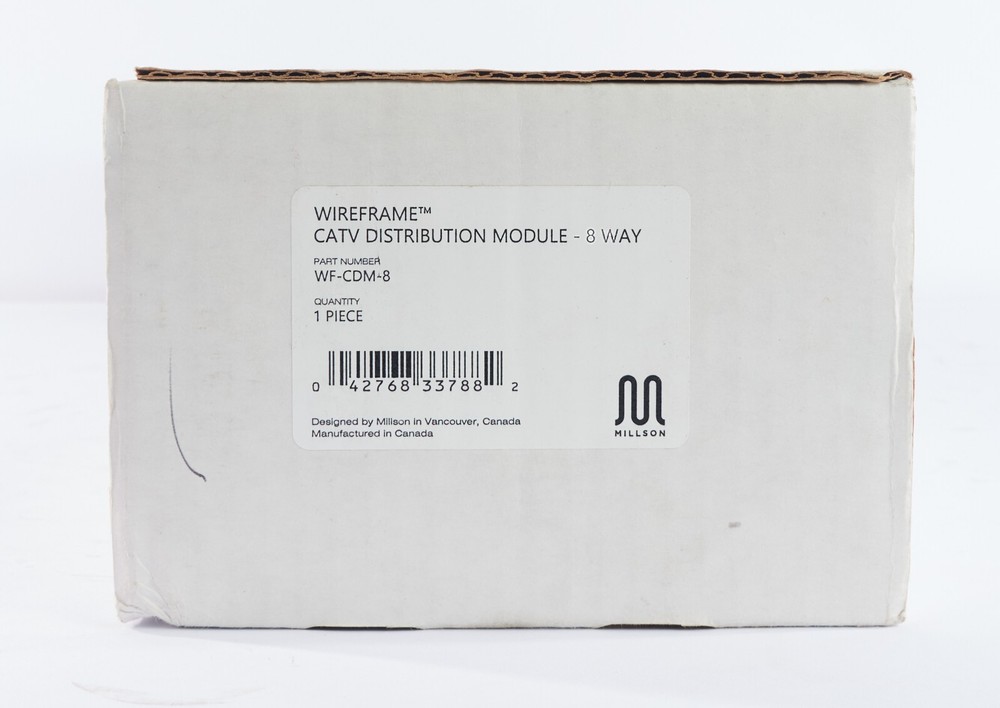 WIREFRAME™
CATV DISTRIBUTION MODULE - 8 WAY
PART NUMBER
WF-CDM-8
QUANTITY
1 PIECE
0 42768 33788 2
Designed by Millson in Vancouver, Canada
Manufactured in Canada
MILLSON